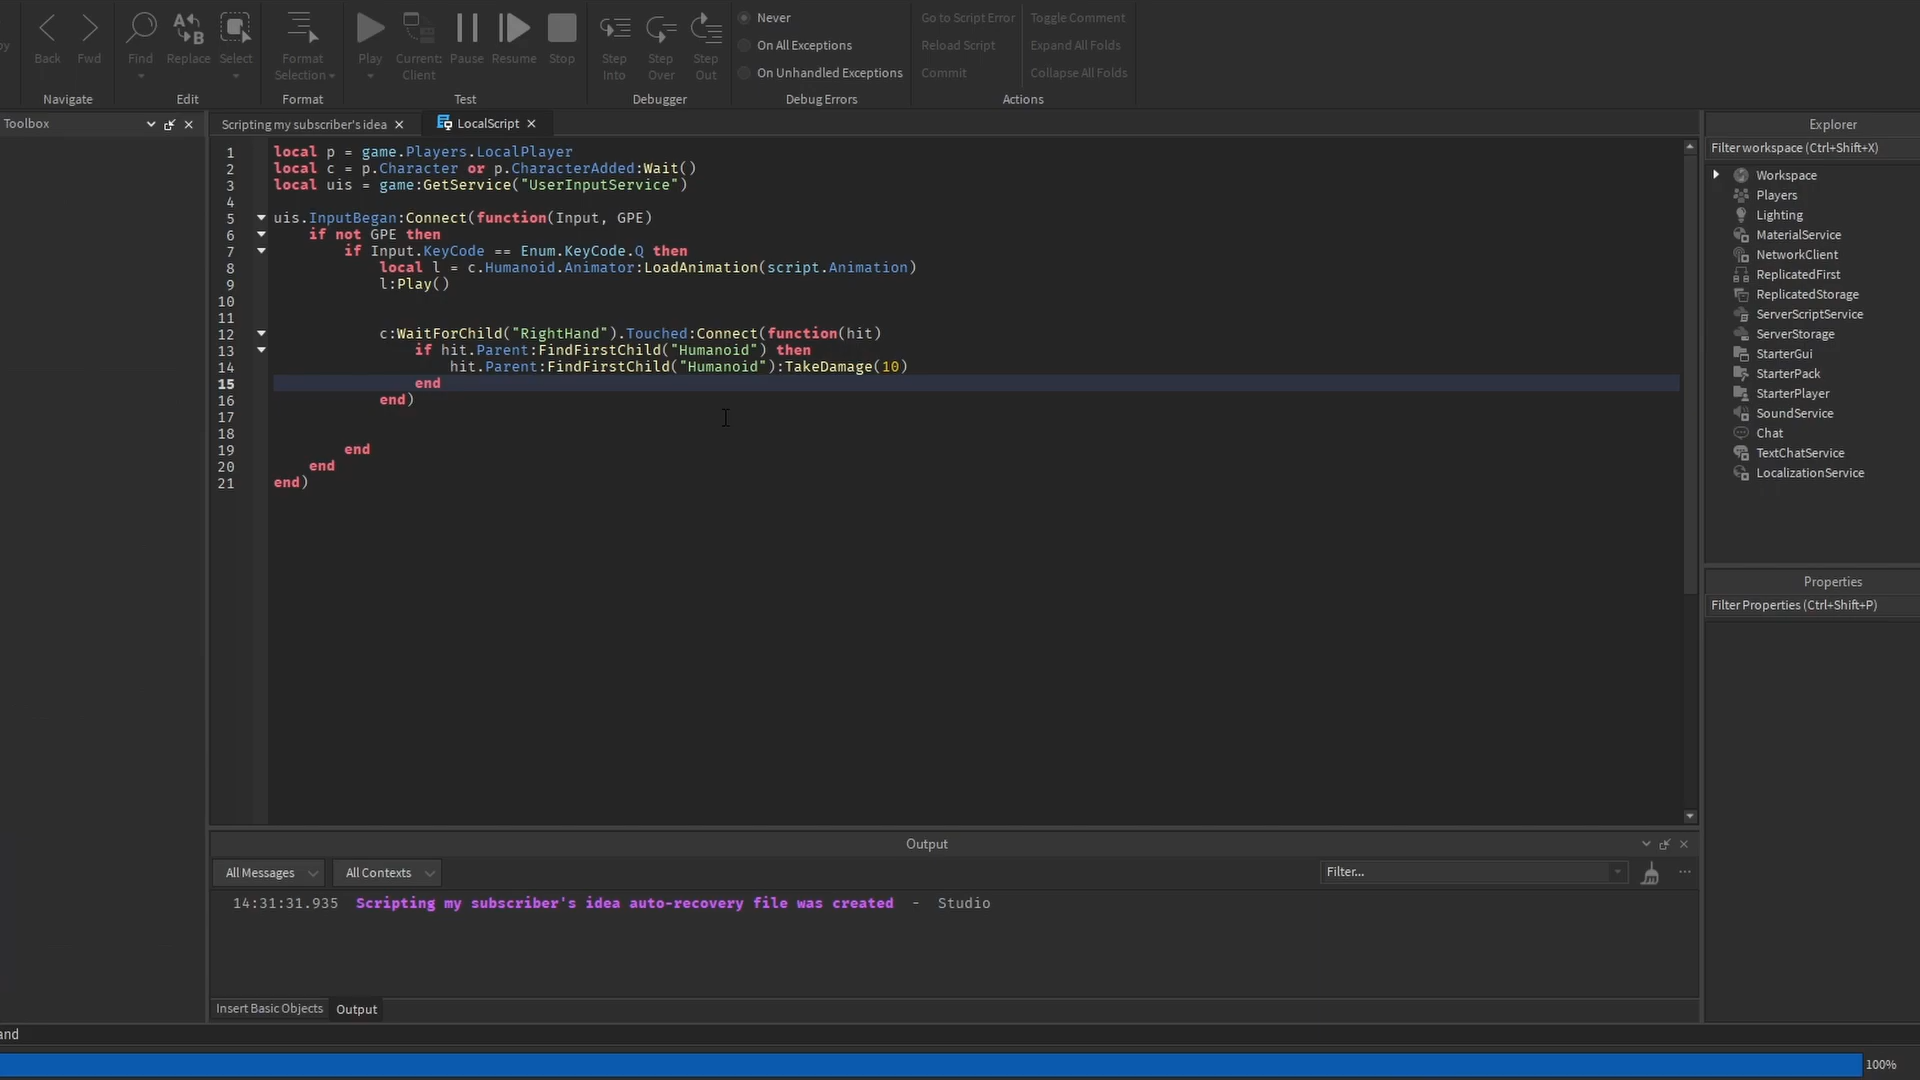 Back Fwd Find Replace Select Format Selection Play Current: Client Pause Resume Stop Step Into Step Over Step Out
Never
On All Exceptions
On Unhandled Exceptions
Go to Script Error
Reload Script
Commit
Toggle Comment
Expand All Folds
Collapse All Folds
Navigate Edit Format Test Debugger Debug Errors Actions
Toolbox
Scripting my subscriber's idea
LocalScript
1 local p = game.Players.LocalPlayer
2 local c = p.Character or p.CharacterAdded:Wait()
3 local uis = game:GetService("UserInputService")
4
5 uis.InputBegan:Connect(function(Input, GPE)
6 if not GPE then
7 if Input.KeyCode == Enum.KeyCode.Q then
8 local l = c.Humanoid.Animator:LoadAnimation(script.Animation)
9 l:Play()
10
11
12 c:WaitForChild("RightHand").Touched:Connect(function(hit)
13 if hit.Parent:FindFirstChild("Humanoid") then
14 hit.Parent:FindFirstChild("Humanoid"):TakeDamage(10)
15 end
16 end)
17
18
19 end
20 end
21 end)
Explorer
Filter workspace (Ctrl+Shift+X)
Workspace
Players
Lighting
MaterialService
NetworkClient
ReplicatedFirst
ReplicatedStorage
ServerScriptService
ServerStorage
StarterGui
StarterPack
StarterPlayer
SoundService
Chat
TextChatService
LocalizationService
Properties
Filter Properties (Ctrl+Shift+P)
Output
All Messages All Contexts Filter...
14:31:31.935 Scripting my subscriber's idea auto-recovery file was created - Studio
Insert Basic Objects Output
and
100%